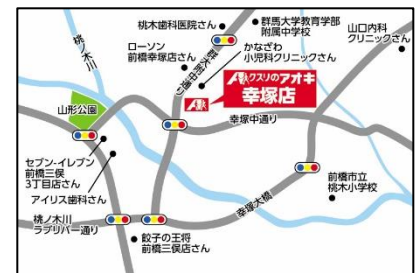 桃木歯科医院さん
群馬大学教育学部
附属中学校
山口内科
クリニックさん
桃ノ木川
ローソン
前橋幸塚店さん
群大附中通り
かなざわ
小児科クリニックさん
クスリのアオキ
幸塚店
山形公園
幸塚中通り
セブン-イレブン
前橋三俣
3丁目店さん
アイリス歯科さん
前橋市立
桃木小学校
幸塚大橋
桃ノ木川
ラブリバー通り
餃子の王将
前橋三俣店さん